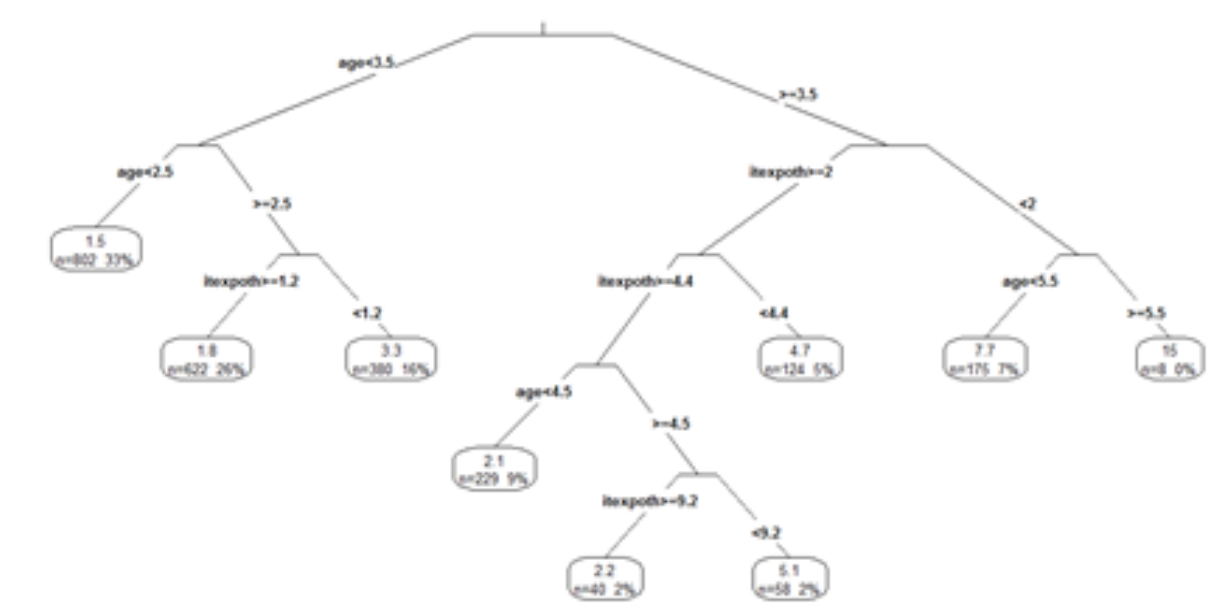 age<3.5
>=3.5
age<2.5
itexpoth>=2
>=2.5
<2
1.5
n=802 33%
itexpoth>=1.2
itexpoth>=4.4
age<5.5
<1.2
<4.4
>=5.5
1.8
n=622 26%
3.3
n=380 16%
4.7
n=124 5%
7.7
n=175 7%
15
n=8 0%
age<4.5
>=4.5
2.1
n=229 9%
itexpoth>=9.2
<9.2
2.2
n=40 2%
5.1
n=58 2%